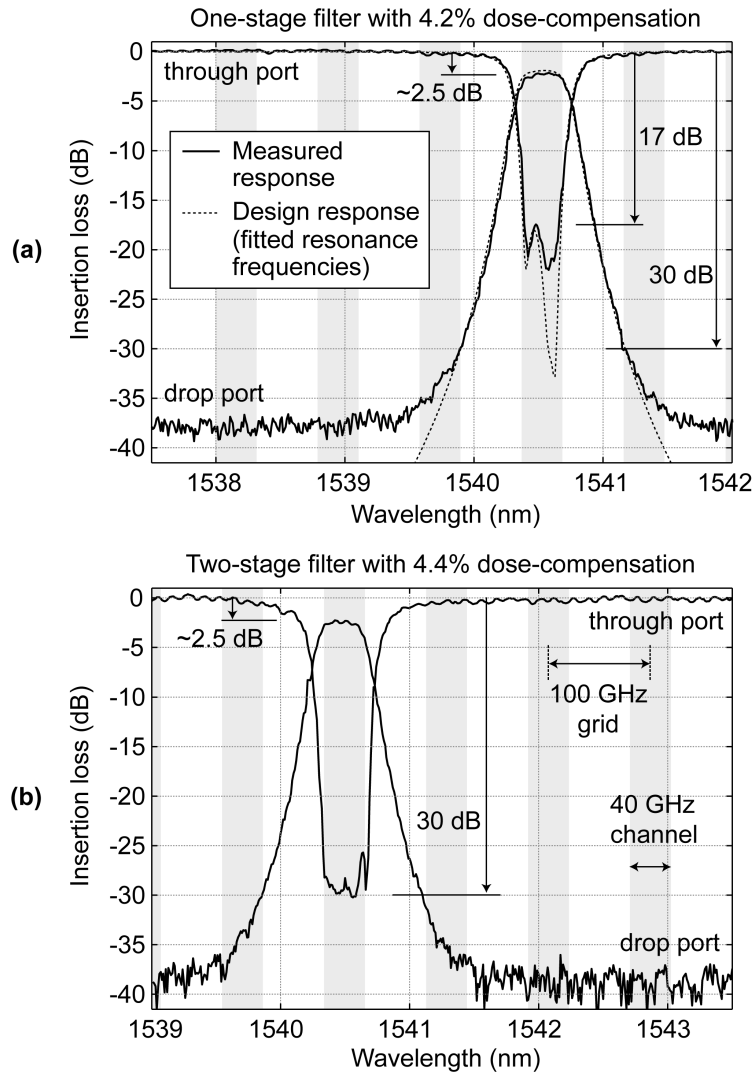 One-stage filter with 4.2% dose-compensation
(a)
Insertion loss (dB)
0
-5
-10
-15
-20
-25
-30
-35
-40
through port
~2.5 dB
Measured
response
Design response
(fitted resonance
frequencies)
17 dB
30 dB
drop port
1538
1539
1540
1541
1542
Wavelength (nm)
Two-stage filter with 4.4% dose-compensation
(b)
Insertion loss (dB)
0
-5
-10
-15
-20
-25
-30
-35
-40
~2.5 dB
through port
100 GHz
grid
30 dB
40 GHz
channel
drop port
1539
1540
1541
1542
1543
Wavelength (nm)